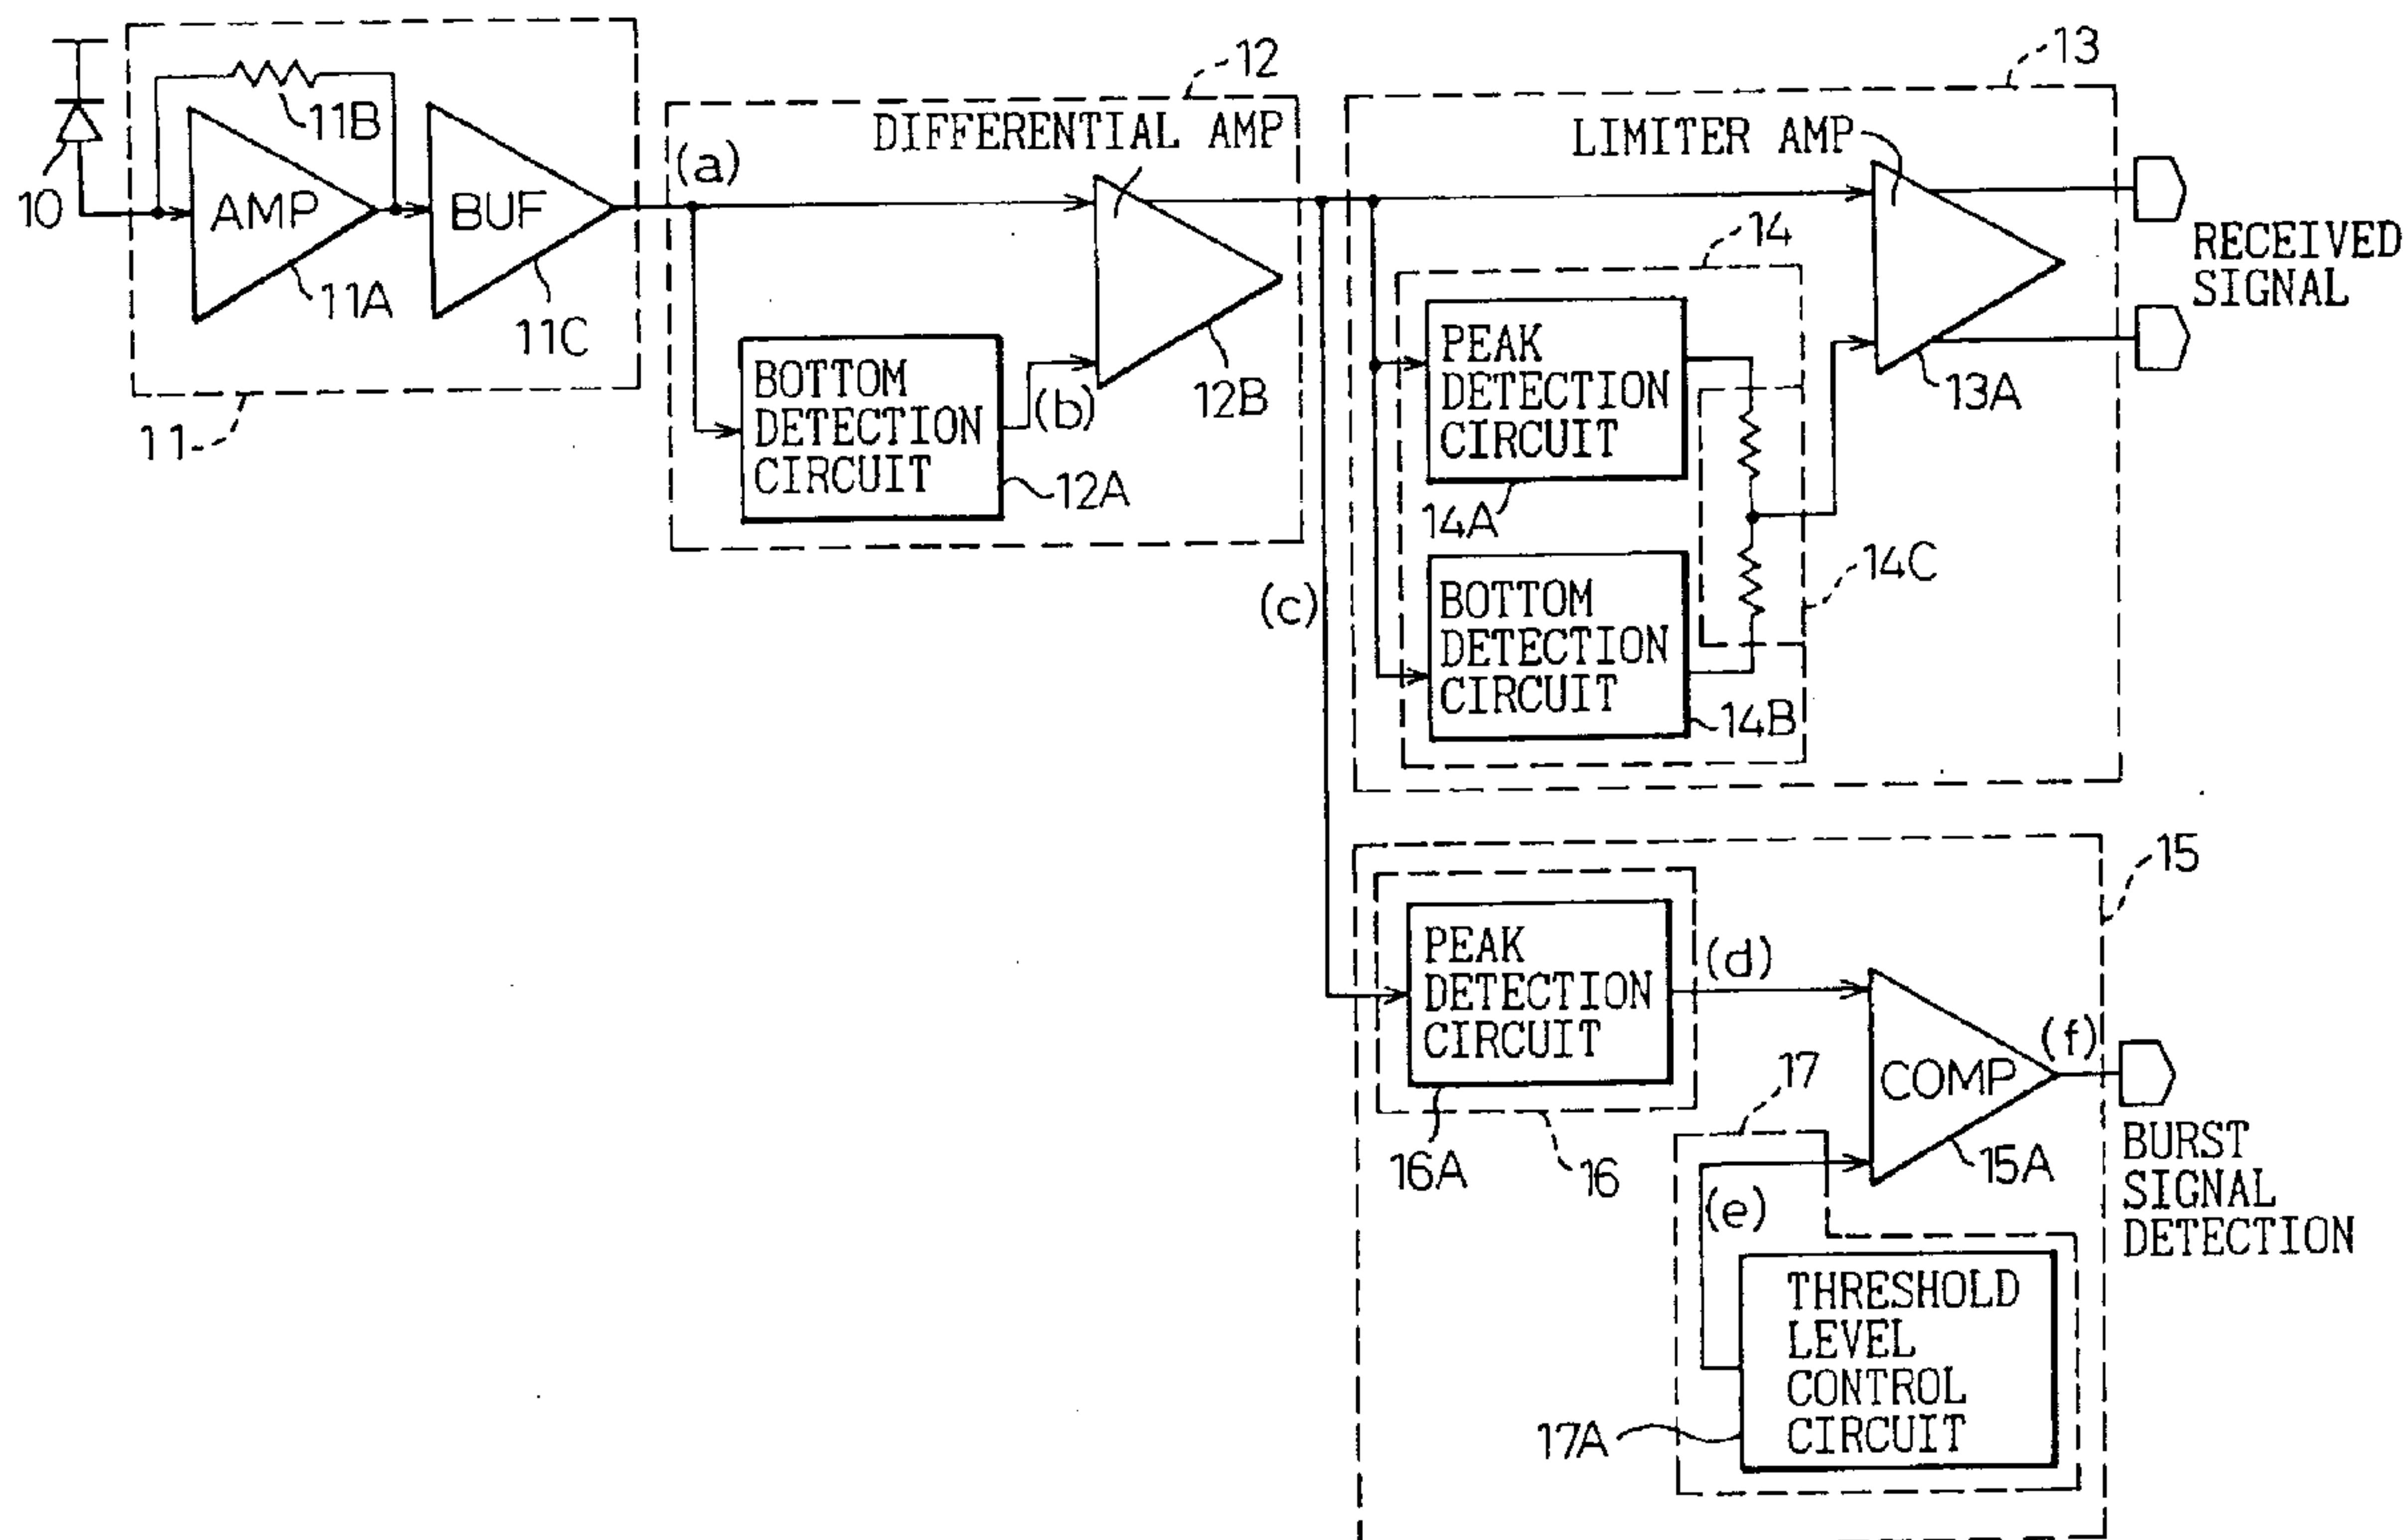 10
11B
AMP
BUF
11A
11C
11
12
(a)
DIFFERENTIAL AMP
BOTTOM
DETECTION
CIRCUIT
(b)
12A
12B
13
LIMITER AMP
14
PEAK
DETECTION
CIRCUIT
14A
13A
RECEIVED
SIGNAL
14C
BOTTOM
DETECTION
CIRCUIT
14B
(c)
15
PEAK
DETECTION
CIRCUIT
(d)
16A
16
17
COMP
(f)
15A
(e)
BURST
SIGNAL
DETECTION
THRESHOLD
LEVEL
CONTROL
CIRCUIT
17A